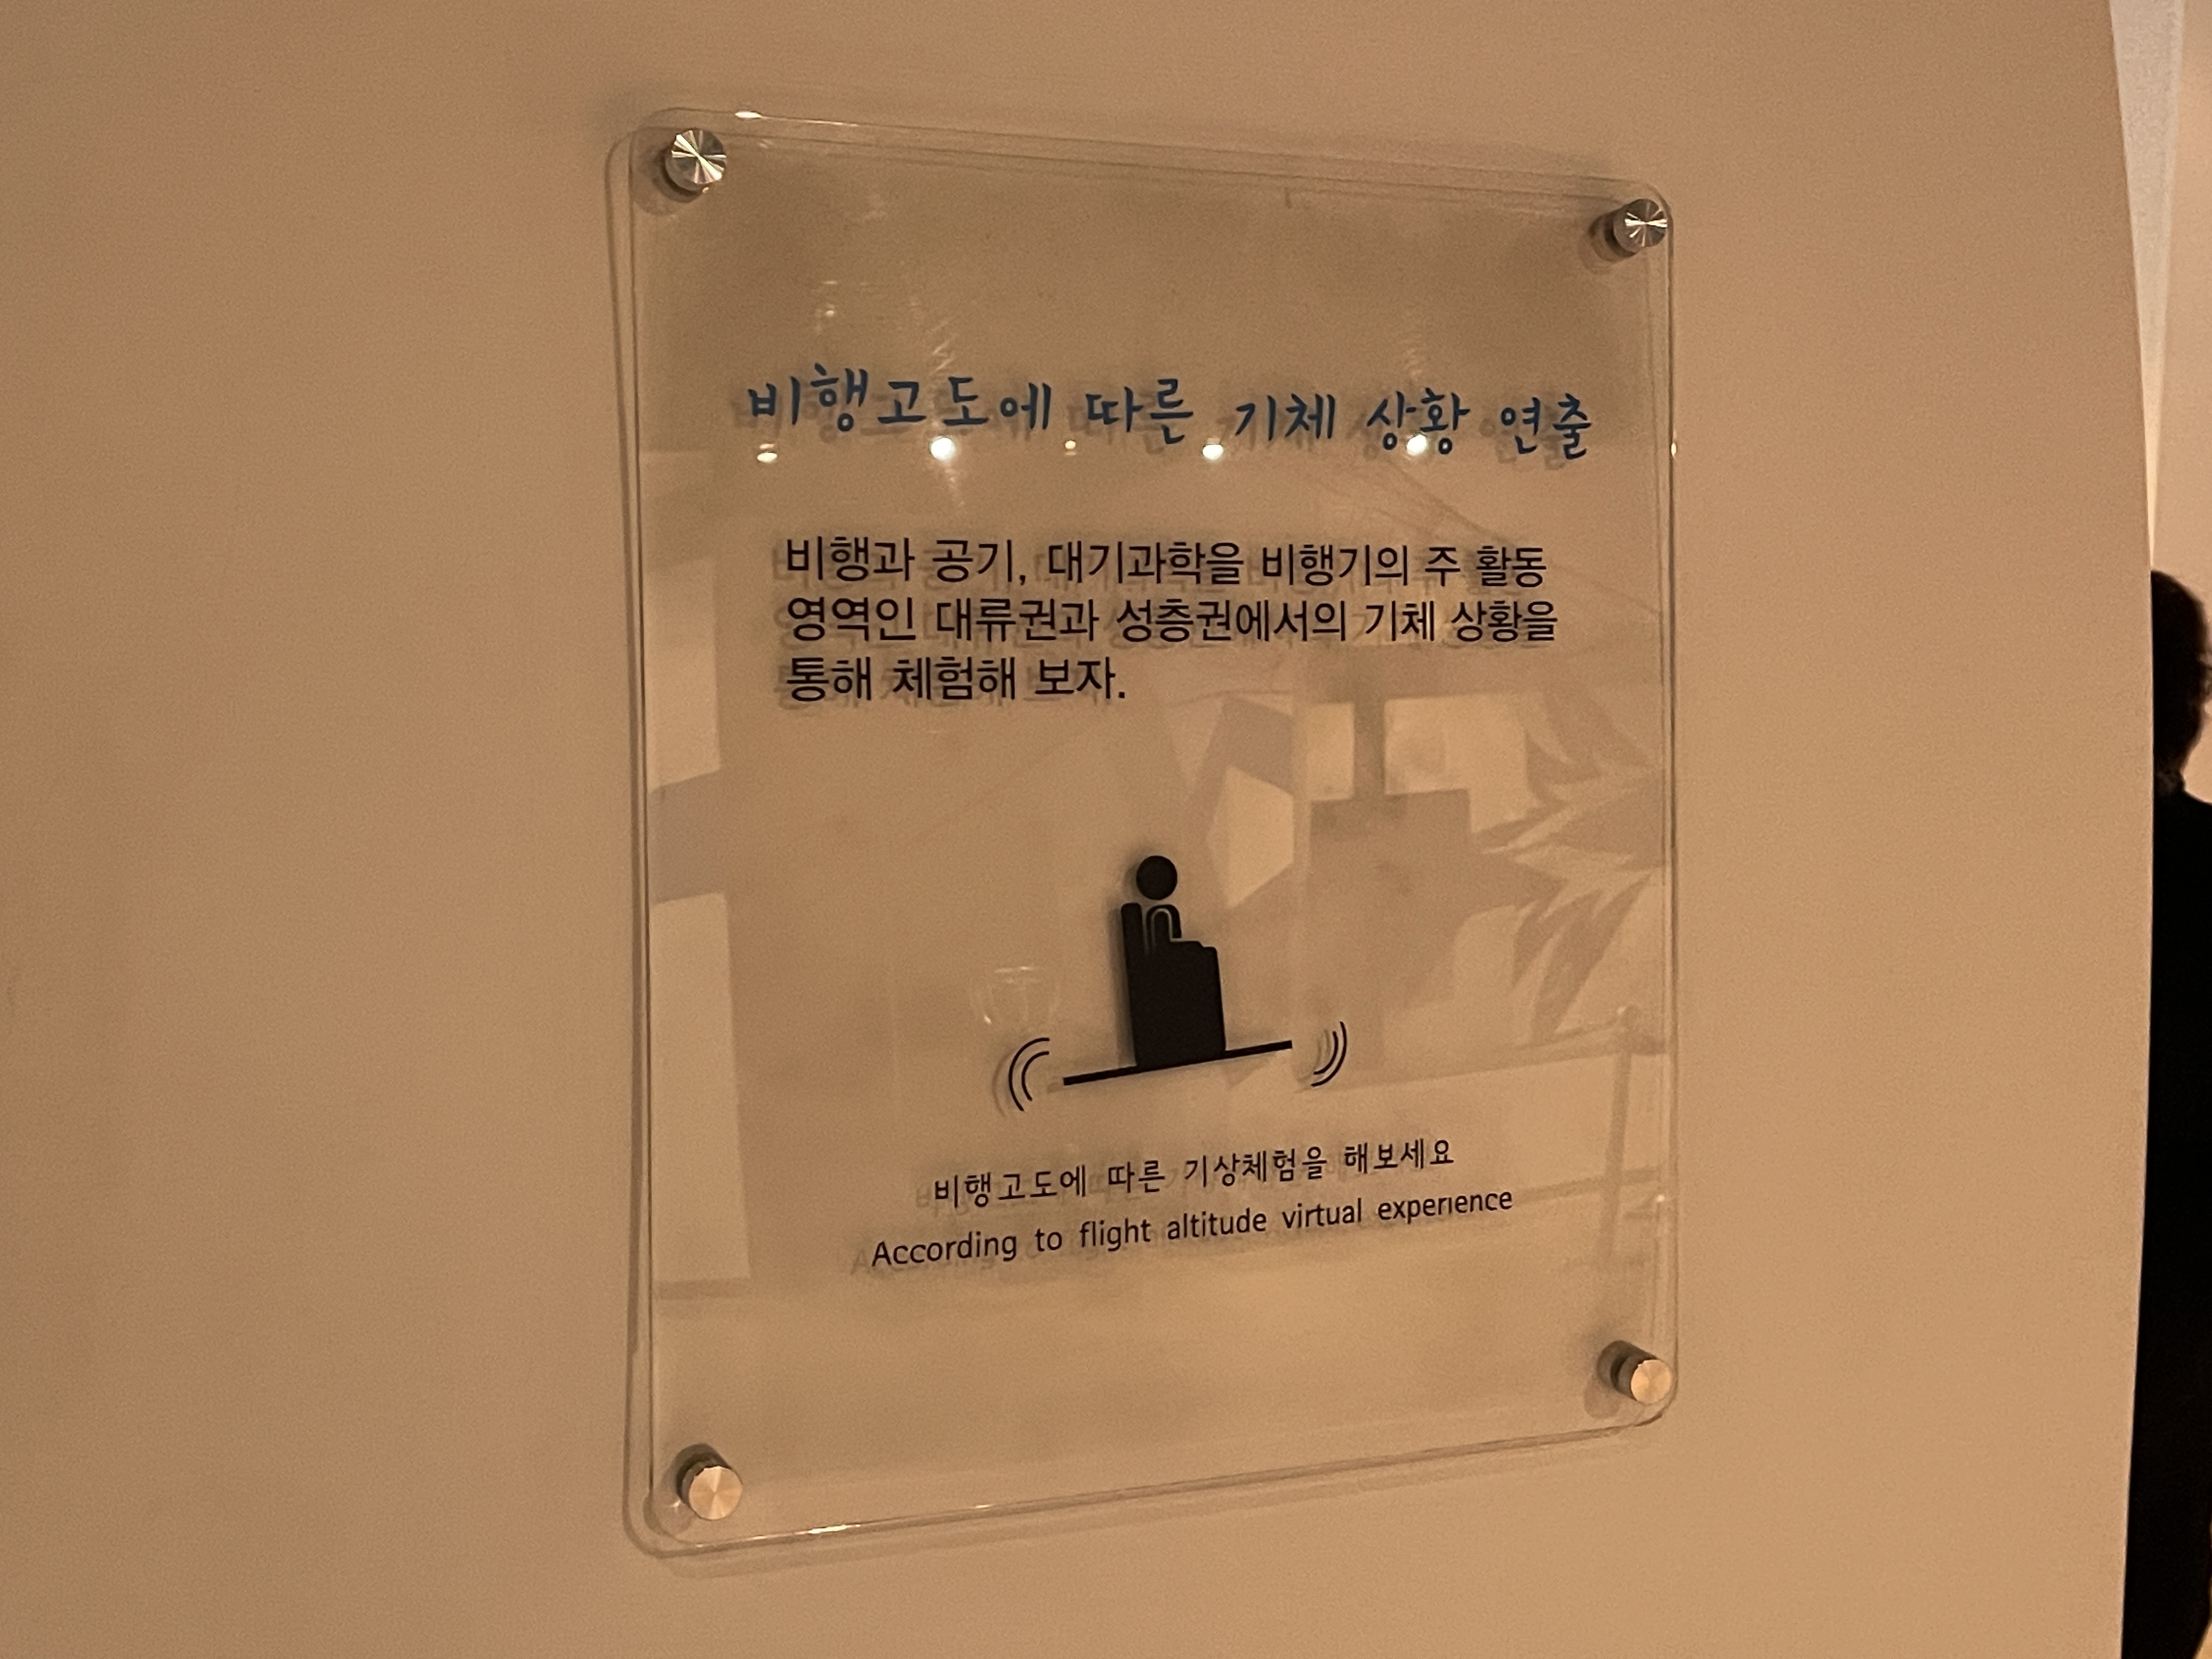 비행고도에 따른 기체 상황 연출
비행과 공기, 대기과학을 비행기의 주 활동
영역인 대류권과 성층권에서의 기체 상황을
통해 체험해 보자.
비행고도에 따른 기상체험을 해보세요
According to flight altitude virtual experience